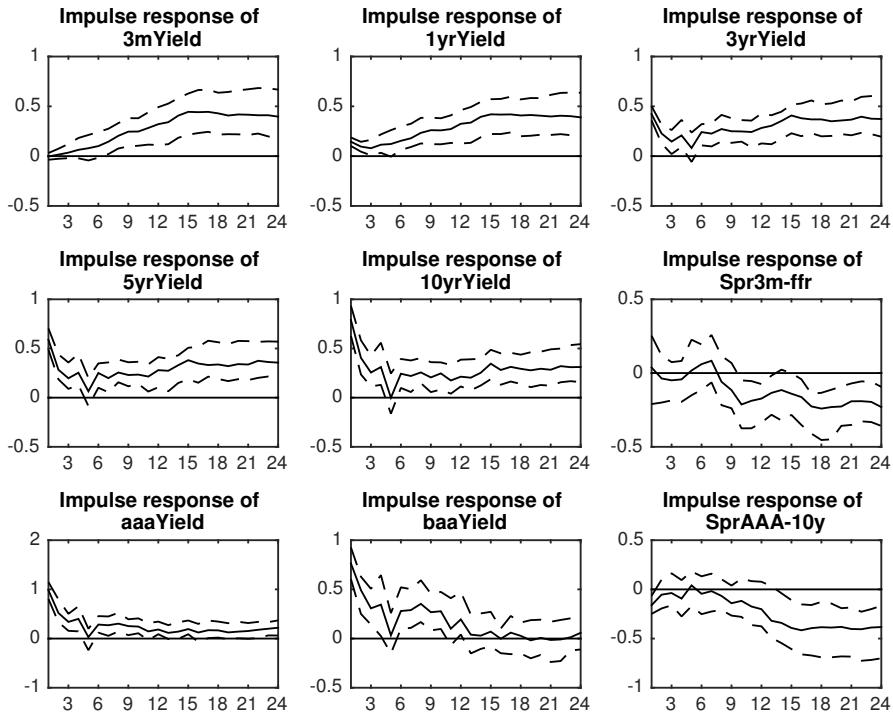 Impulse response of
3mYield
Impulse response of
1yrYield
Impulse response of
3yrYield
1
0.5
0
-0.5
3 6 9 12 15 18 21 24
1
0.5
0
-0.5
3 6 9 12 15 18 21 24
1
0.5
0
-0.5
3 6 9 12 15 18 21 24
Impulse response of
5yrYield
Impulse response of
10yrYield
Impulse response of
Spr3m-ffr
1
0.5
0
-0.5
3 6 9 12 15 18 21 24
1
0.5
0
-0.5
3 6 9 12 15 18 21 24
0.5
0
-0.5
3 6 9 12 15 18 21 24
Impulse response of
aaaYield
Impulse response of
baaYield
Impulse response of
SprAAA-10y
2
1
0
-1
3 6 9 12 15 18 21 24
1
0.5
0
-0.5
3 6 9 12 15 18 21 24
0.5
0
-0.5
-1
3 6 9 12 15 18 21 24